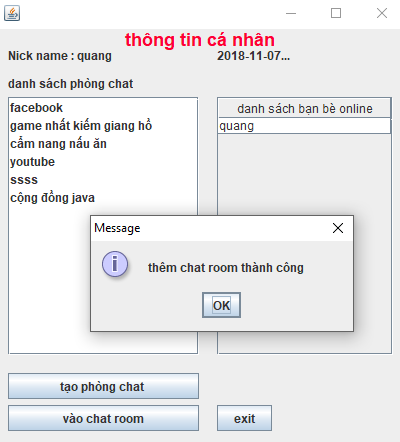 thông tin cá nhân
Nick name : quang
2018-11-07...
danh sách phòng chat
facebook
game nhất kiếm giang hồ
cẩm nang nấu ăn
youtube
ssss
cộng đồng java
danh sách bạn bè online
quang
Message
thêm chat room thành công
OK
tạo phòng chat
vào chat room
exit